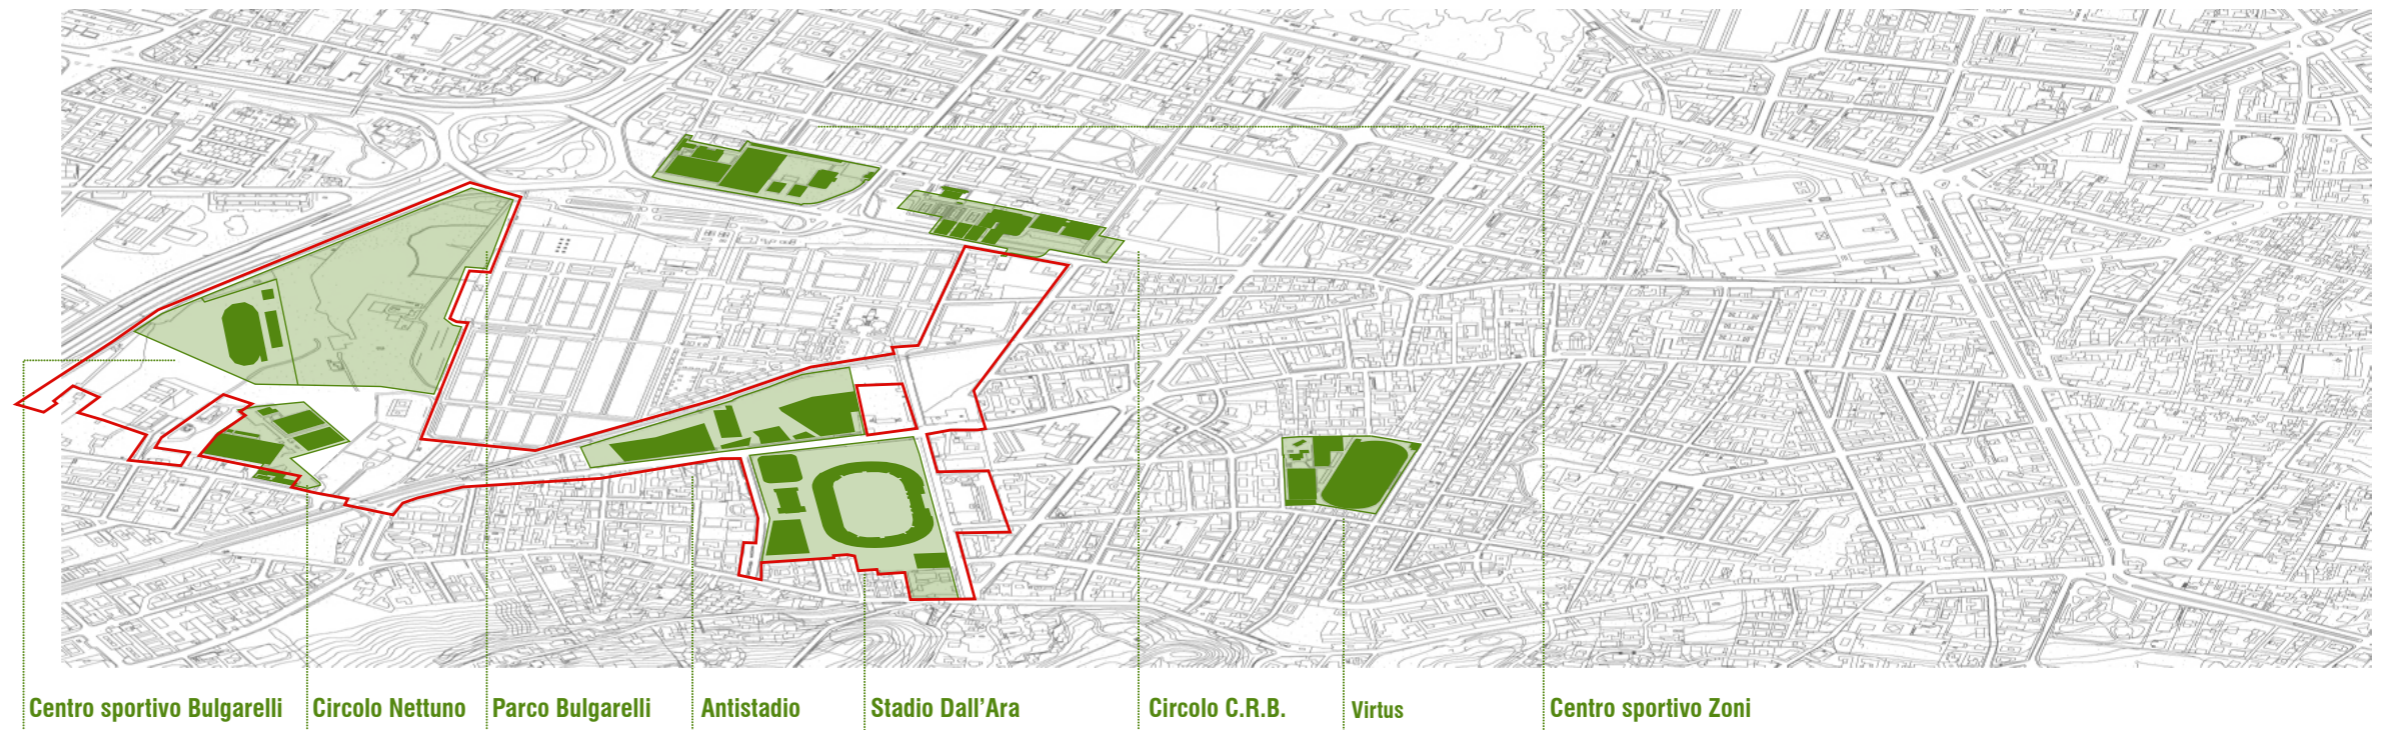 Centro sportivo Bulgarelli
Circolo Nettuno
Parco Bulgarelli
Antistadio
Stadio Dall'Ara
Circolo C.R.B.
Virtus
Centro sportivo Zoni